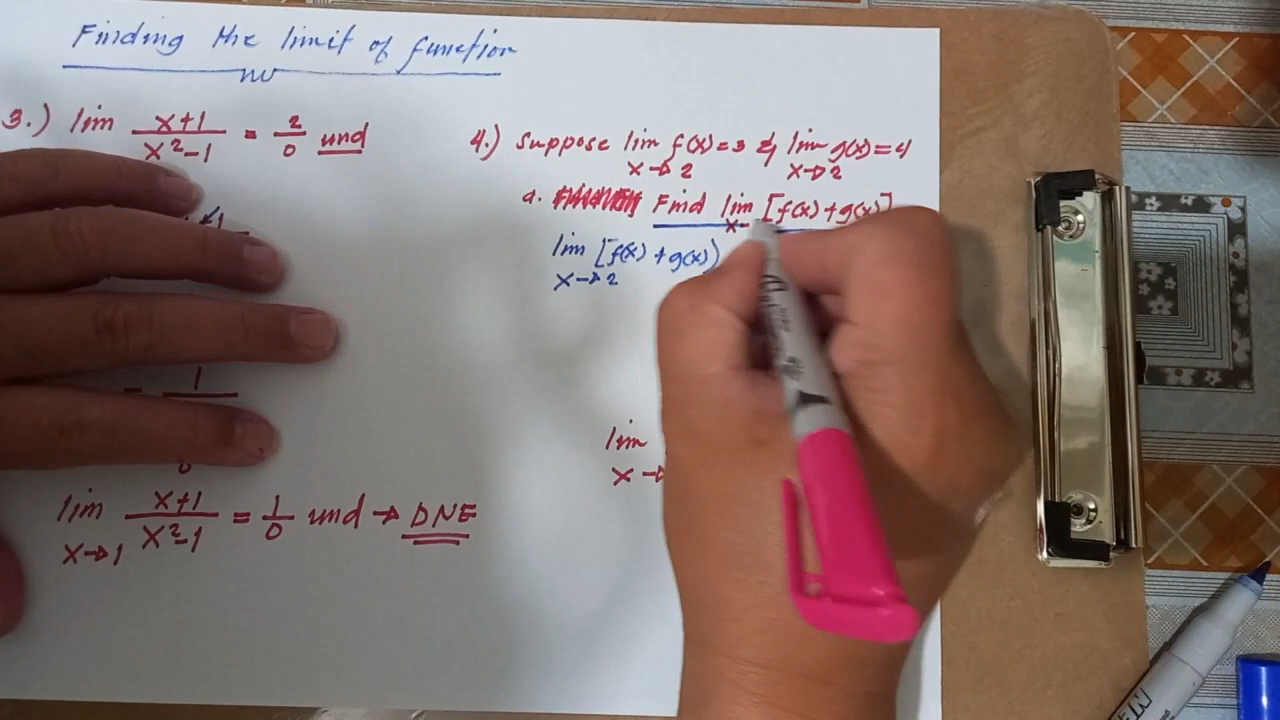 Finding the limit of function
3.) lim x+1/x²-1 = 2/0 und
= 1
lim x→1 x+1/x²-1 = 1/0 und → DNE
4.) Suppose lim x→2 f(x)=3 & lim x→2 g(x)=4
a. Find lim [f(x)+g(x)]
lim x→2 [f(x)+g(x)]
lim x→